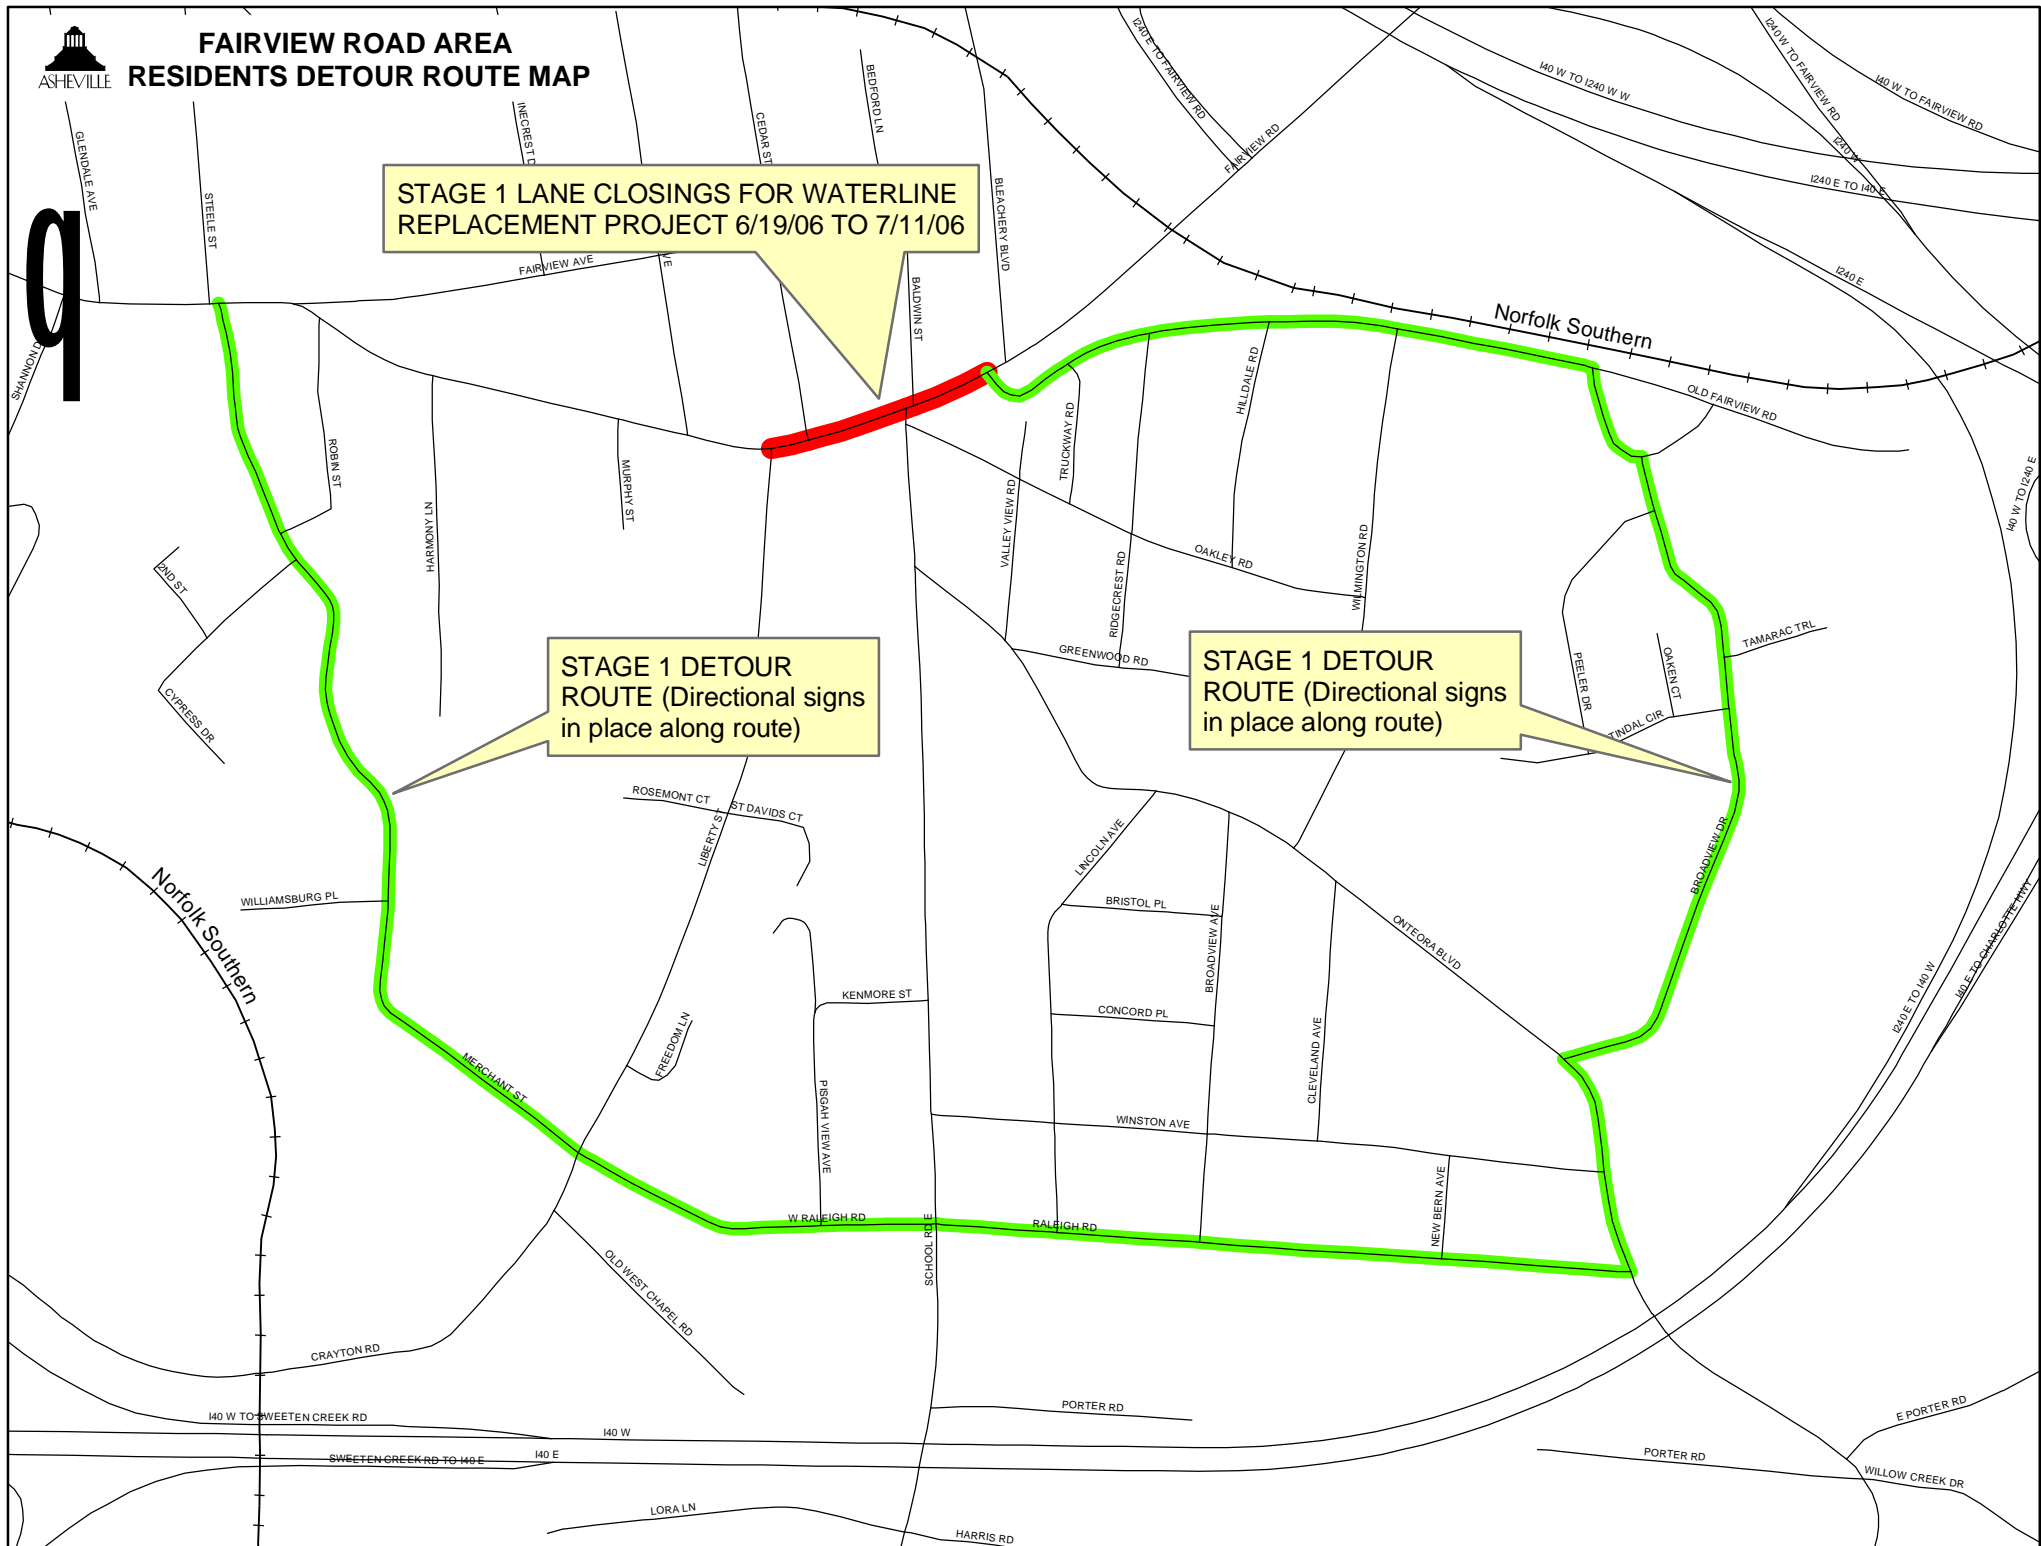 FAIRVIEW ROAD AREA
RESIDENTS DETOUR ROUTE MAP
ASHEVILLE
q
STAGE 1 LANE CLOSINGS FOR WATERLINE
REPLACEMENT PROJECT 6/19/06 TO 7/11/06
GLENDALE AVE
STEELE ST
CEDAR ST
BEDFORD LN
BLEACHERY BLVD
I240 E TO FAIRVIEW RD
FAIRVIEW RD
I40 W TO I240 W W
I240 W TO FAIRVIEW RD
I40 W TO FAIRVIEW RD
I240 W
I240 E TO I40 E
I240 E
FAIRVIEW AVE
BALDWIN ST
Norfolk Southern
OLD FAIRVIEW RD
ROBIN ST
HARMONY LN
MURPHY ST
VALLEY VIEW RD
TRUCKWAY RD
RIDGECREST RD
HILLDALE RD
OAKLEY RD
WILMINGTON RD
I40 W TO I240 E
2ND ST
CYPRESS DR
GREENWOOD RD
PEELER DR
OAKEN CT
TAMARAC TRL
TINDAL CIR
STAGE 1 DETOUR
ROUTE (Directional signs
in place along route)
STAGE 1 DETOUR
ROUTE (Directional signs
in place along route)
ROSEMONT CT
ST DAVIDS CT
LIBERTY ST
LINCOLN AVE
BROADVIEW DR
Norfolk Southern
WILLIAMSBURG PL
BRISTOL PL
BROADVIEW AVE
ONTEORA BLVD
KENMORE ST
CONCORD PL
CLEVELAND AVE
I240 E TO I40 W
I40 E TO CHARLOTTE HWY
FREEDOM LN
MERCHANT ST
PISGAH VIEW AVE
WINSTON AVE
NEW BERN AVE
W RALEIGH RD
RALEIGH RD
SCHOOL RD E
OLD WEST CHAPEL RD
CRAYTON RD
I40 W TO SWEETEN CREEK RD
I40 W
PORTER RD
E PORTER RD
SWEETEN CREEK RD TO I40 E
I40 E
PORTER RD
WILLOW CREEK DR
LORA LN
HARRIS RD